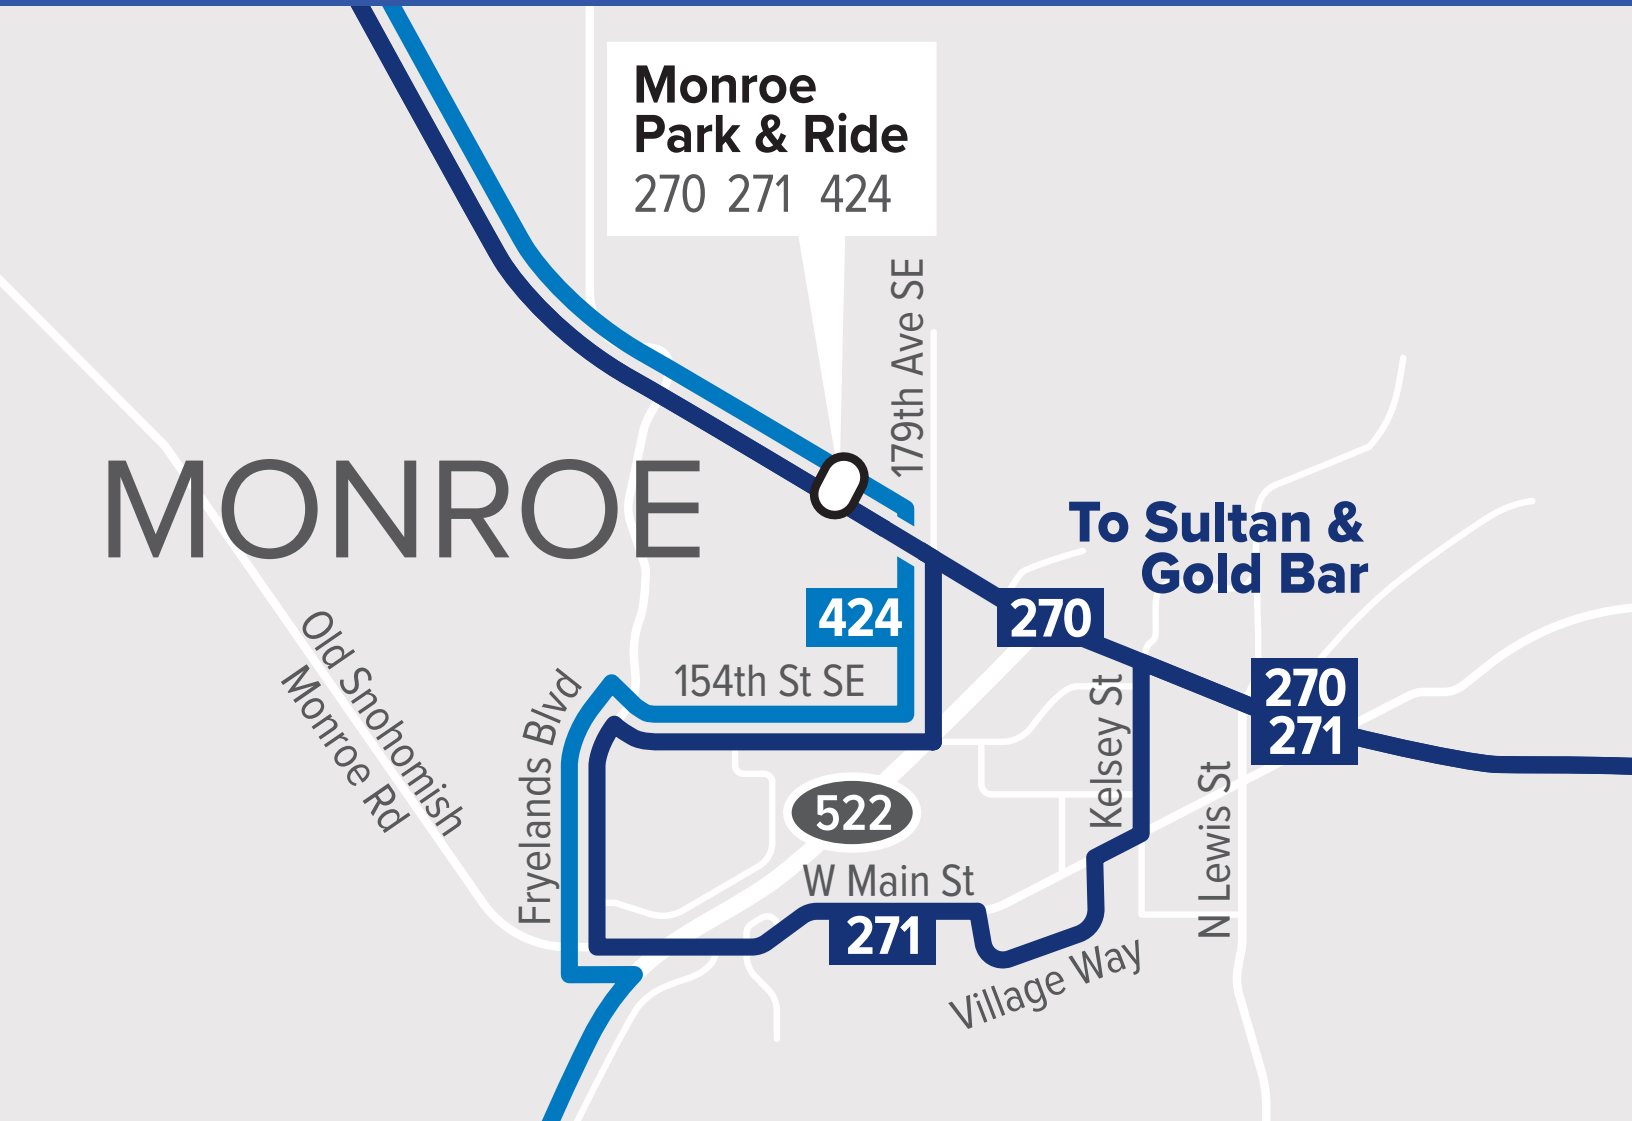 Monroe
Park & Ride
270 271 424
179th Ave SE
MONROE
To Sultan &
Gold Bar
424
270
154th St SE
270
271
Old Snohomish
Monroe Rd
Fryelands Blvd
Kelsey St
N Lewis St
522
W Main St
271
Village Way